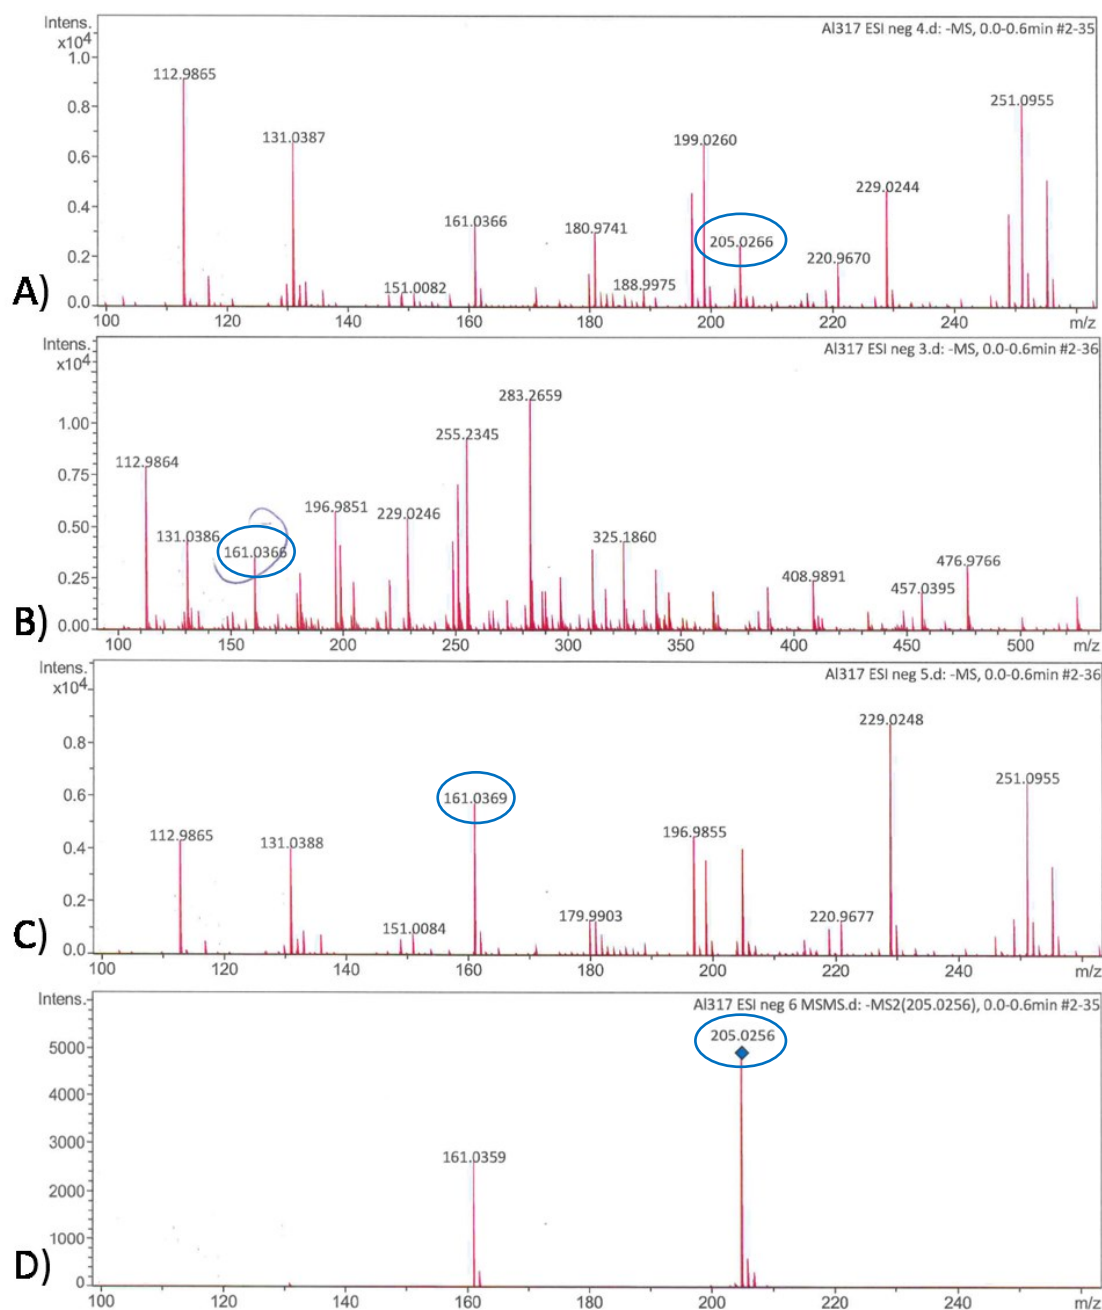 Intens.
x10⁴
Al317 ESI neg 4.d: -MS, 0.0-0.6min #2-35
1.0
0.8
0.6
0.4
0.2
0.0
112.9865
131.0387
151.0082
161.0366
180.9741
188.9975
199.0260
205.0266
220.9670
229.0244
251.0955
A)
100 120 140 160 180 200 220 240 m/z
Intens.
x10⁴
Al317 ESI neg 3.d: -MS, 0.0-0.6min #2-36
1.00
0.75
0.50
0.25
0.00
112.9864
131.0386
161.0366
196.9851
229.0246
255.2345
283.2659
325.1860
408.9891
457.0395
476.9766
B)
100 150 200 250 300 350 400 450 500 m/z
Intens.
x10⁴
Al317 ESI neg 5.d: -MS, 0.0-0.6min #2-36
0.8
0.6
0.4
0.2
0.0
112.9865
131.0388
151.0084
161.0369
179.9903
196.9855
220.9677
229.0248
251.0955
C)
100 120 140 160 180 200 220 240 m/z
Intens.
Al317 ESI neg 6 MSMS.d: -MS2(205.0256), 0.0-0.6min #2-35
5000
4000
3000
2000
1000
0
161.0359
205.0256
D)
100 120 140 160 180 200 220 240 m/z